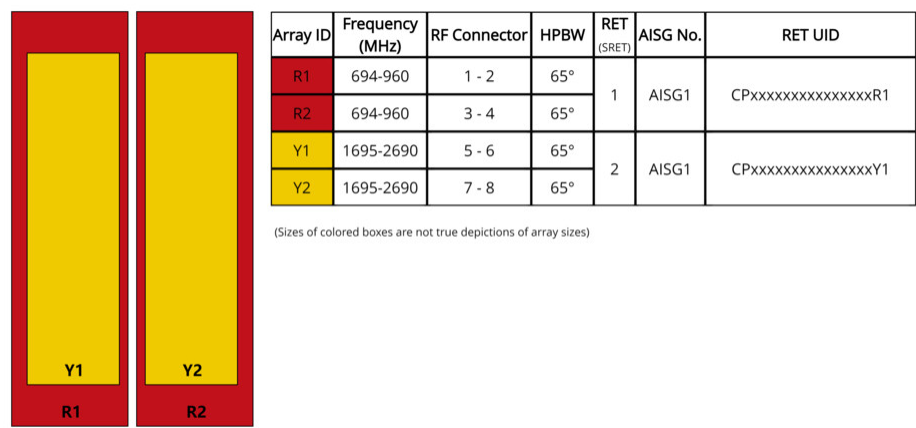 Y1
R1
Y2
R2
Array ID Frequency (MHz) RF Connector HPBW RET (SRET) AISG No. RET UID
R1 694-960 1 - 2 65° 1 AISG1 CPxxxxxxxxxxxxxxxR1
R2 694-960 3 - 4 65°
Y1 1695-2690 5 - 6 65° 2 AISG1 CPxxxxxxxxxxxxxxxY1
Y2 1695-2690 7 - 8 65°
(Sizes of colored boxes are not true depictions of array sizes)